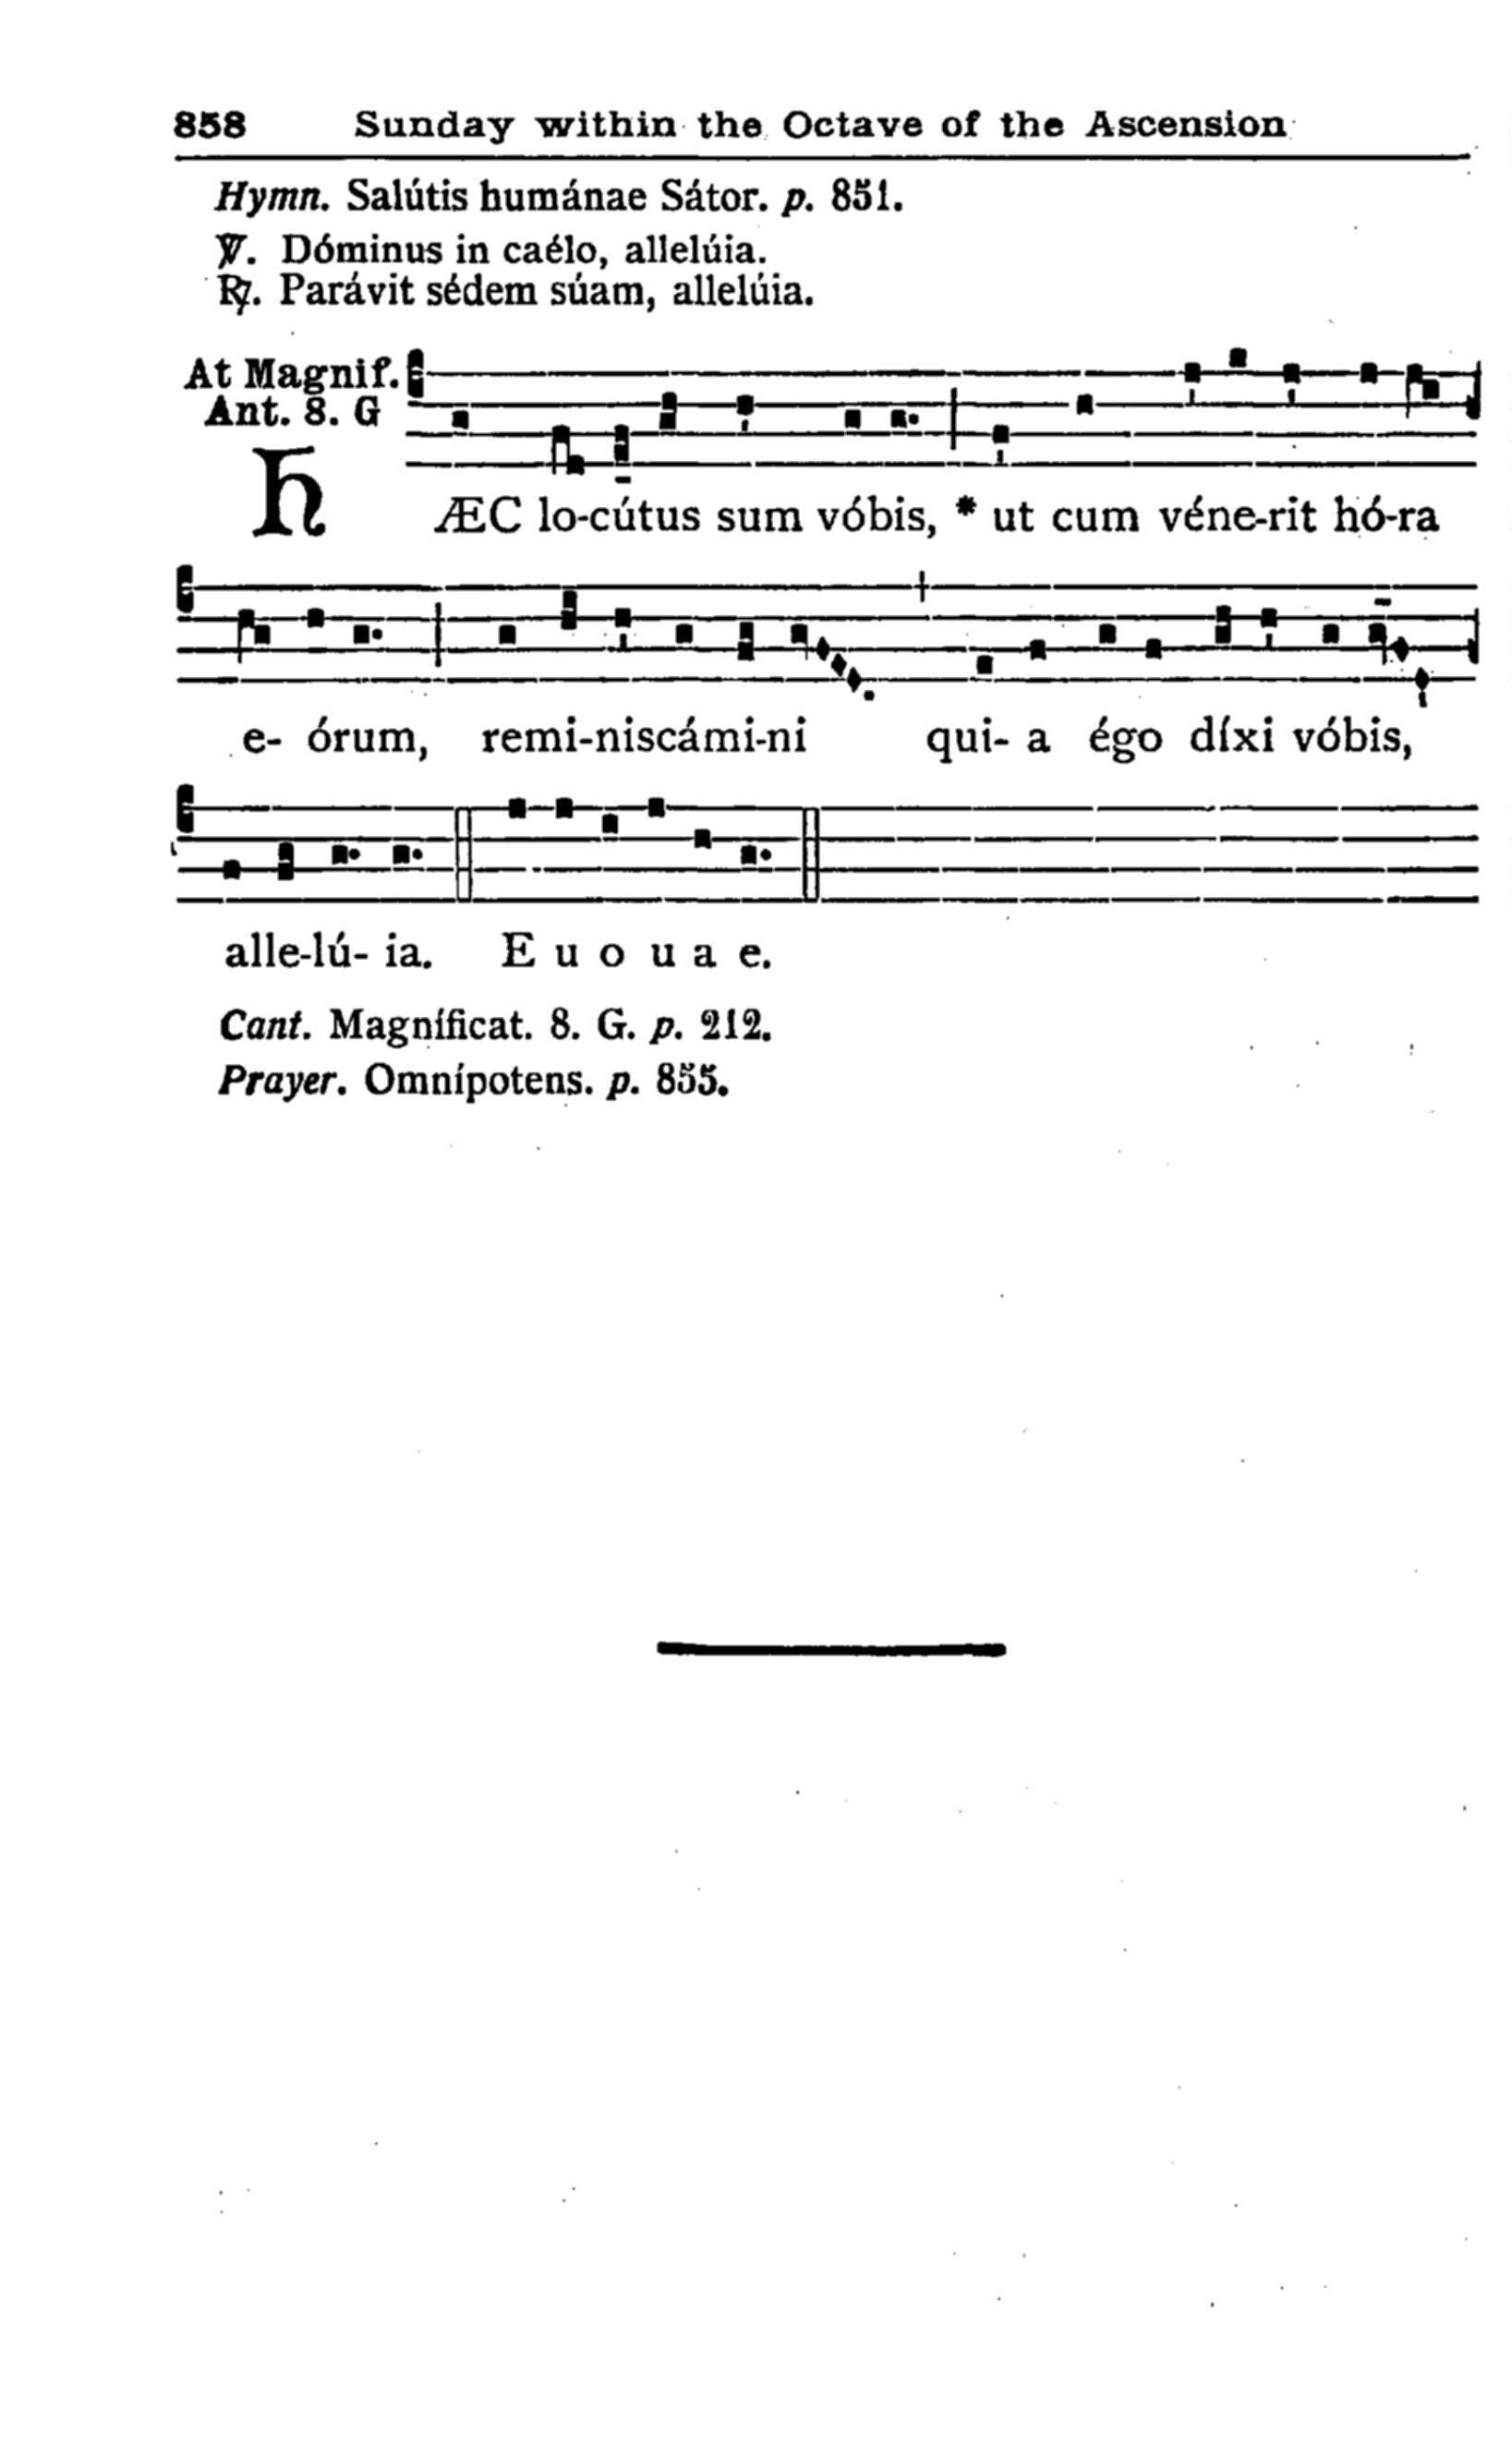 858 Sunday within the Octave of the Ascension
Hymn. Salútis humánae Sátor. p. 851.
℣. Dóminus in caélo, allelúia.
℟. Parávit sédem súam, allelúia.
At Magnif.
Ant. 8. G
HÆC lo-cútus sum vóbis, * ut cum véne-rit hó-ra
e- órum, remi-niscámi-ni qui- a égo díxi vóbis,
alle-lú- ia. E u o u a e.
Cant. Magníficat. 8. G. p. 212.
Prayer. Omnípotens. p. 855.